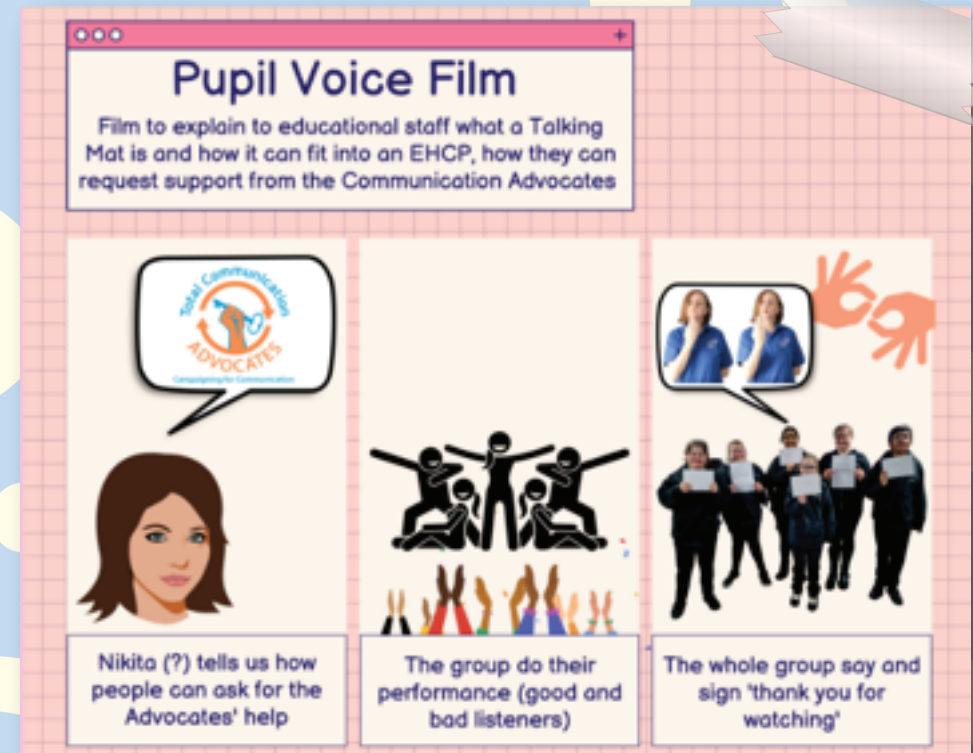 Pupil Voice Film
Film to explain to educational staff what a Talking
Mat is and how it can fit into an EHCP, how they can
request support from the Communication Advocates
Total Communication
ADVOCATES
Campaigning for Communication
Nikita (?) tells us how
people can ask for the
Advocates' help
The group do their
performance (good and
bad listeners)
The whole group say and
sign 'thank you for
watching'